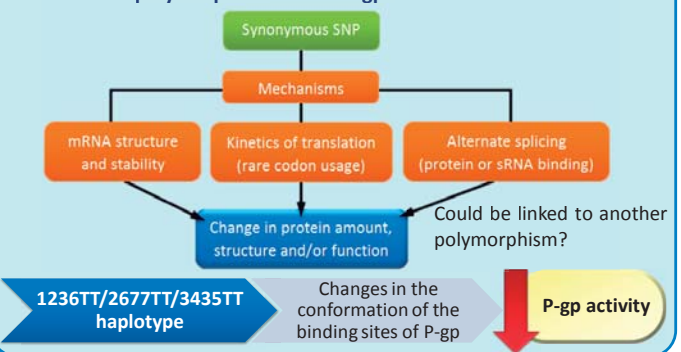 Synonymous SNP
Mechanisms
mRNA structure
and stability
Kinetics of translation
(rare codon usage)
Alternate splicing
(protein or sRNA binding)
Change in protein amount,
structure and/or function
Could be linked to another
polymorphism?
1236TT/2677TT/3435TT
haplotype
Changes in the
conformation of the
binding sites of P-gp
P-gp activity